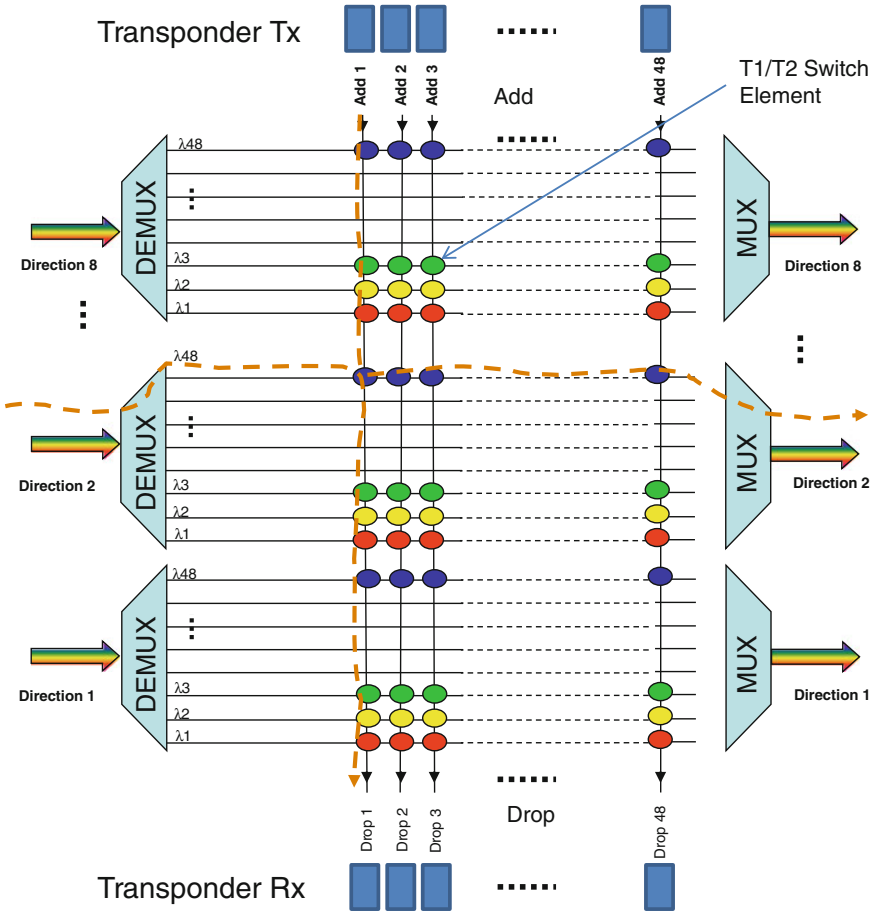 Transponder Tx
Add 1
Add 2
Add 3
Add 48
Add
T1/T2 Switch
Element
DEMUX
λ48
λ3
λ2
λ1
Direction 8
MUX
Direction 8
DEMUX
λ48
λ3
λ2
λ1
Direction 2
MUX
Direction 2
DEMUX
λ48
λ3
λ2
λ1
Direction 1
MUX
Direction 1
Drop 1
Drop 2
Drop 3
Drop
Drop 48
Transponder Rx